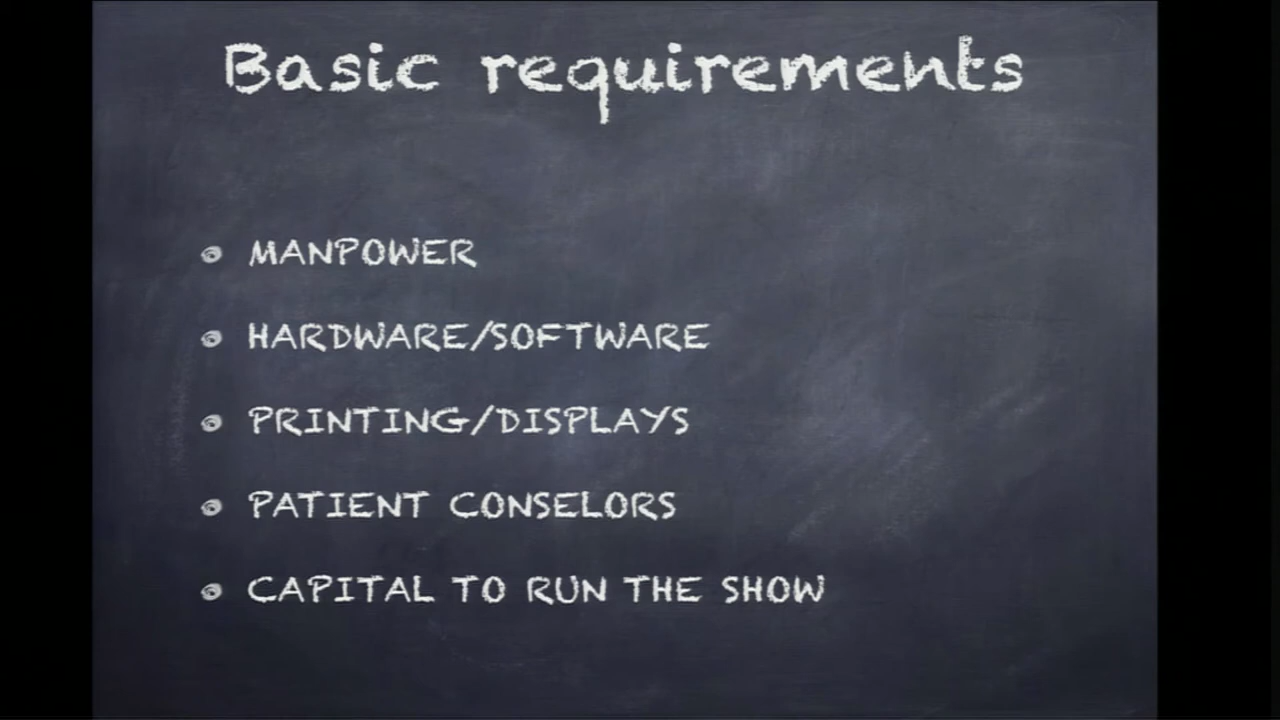 Basic requirements
MANPOWER
HARDWARE/SOFTWARE
PRINTING/DISPLAYS
PATIENT CONSELORS
CAPITAL TO RUN THE SHOW